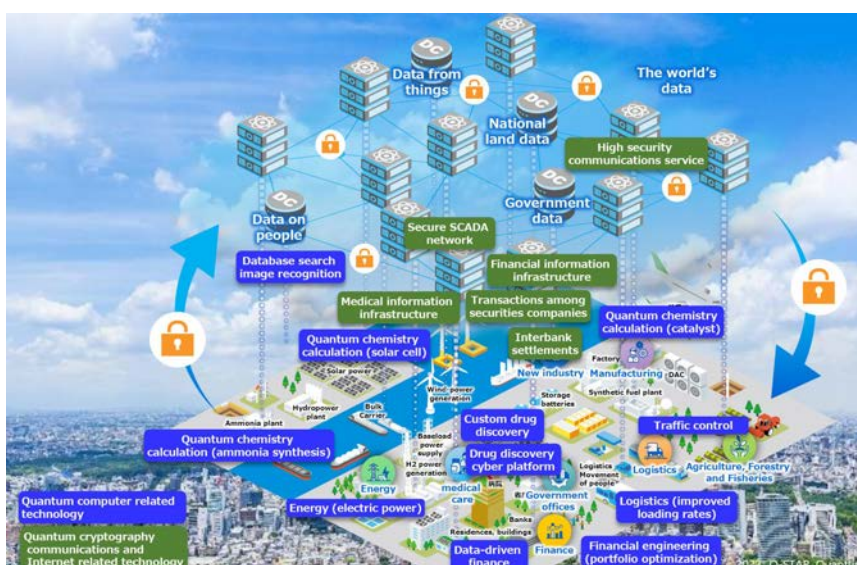 DC
Data from
things
The world's
data
DC
National
land data
High security
communications service
DC
Data on
people
DC
Government
data
Secure SCADA
network
Database search
image recognition
Financial information
infrastructure
Medical information
infrastructure
Transactions among
securities companies
Quantum chemistry
calculation (catalyst)
Quantum chemistry
calculation (solar cell)
Interbank
settlements
Solar power
New industry
Factory
Manufacturing
DAC
Wind-power
generation
Synthetic fuel plant
Hydropower
plant
Bulk
Carrier
Storage
batteries
Ammonia plant
Custom drug
discovery
Traffic control
Quantum chemistry
calculation (ammonia synthesis)
Baseload
power
supply
Drug discovery
cyber platform
H2 power
generation
Logistics
Movement
of people
Logistics
Agriculture, Forestry
and Fisheries
Energy
medical
care
Government
offices
Quantum computer related
technology
Energy (electric power)
Logistics (improved
loading rates)
Banks
Residences, buildings
Quantum cryptography
communications and
Internet related technology
Data-driven
finance
Finance
Financial engineering
(portfolio optimization)